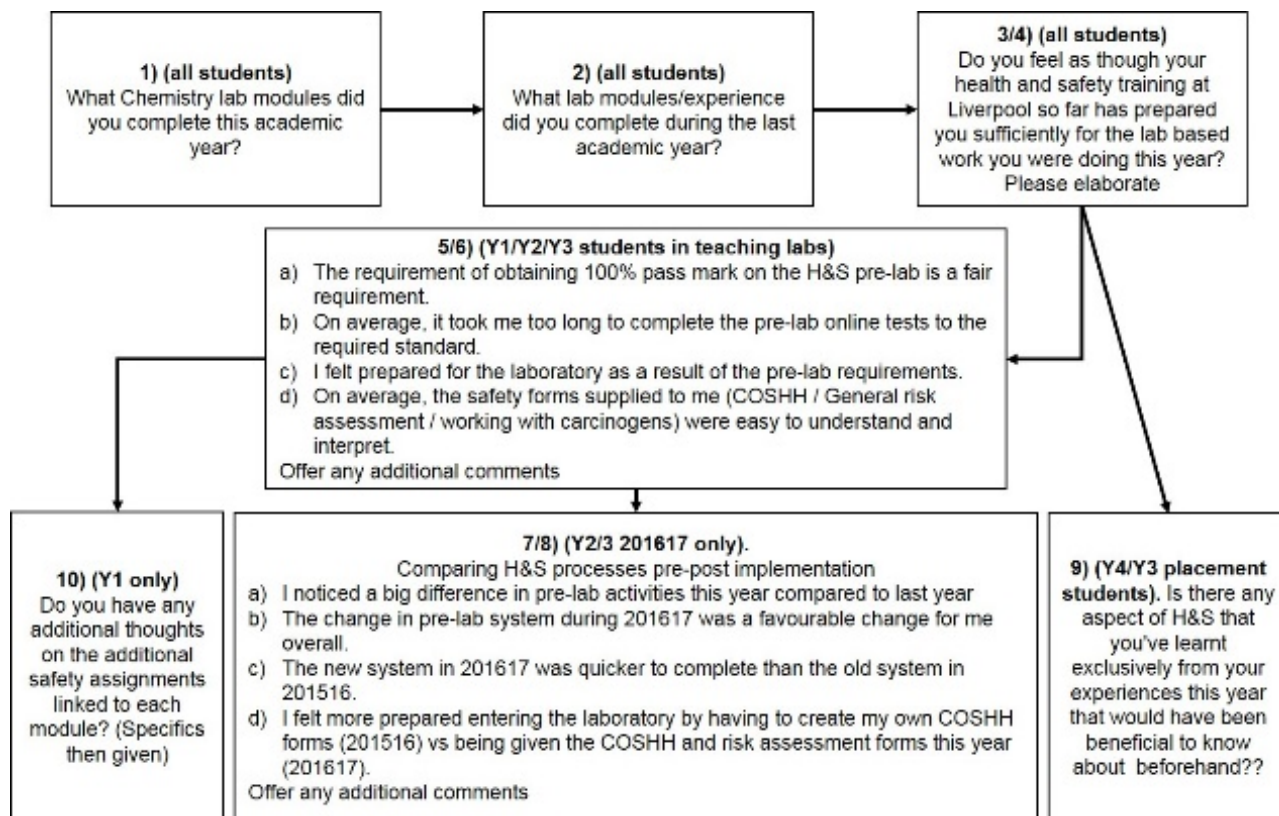 1) (all students)
What Chemistry lab modules did
you complete this academic
year?
2) (all students)
What lab modules/experience
did you complete during the last
academic year?
3/4) (all students)
Do you feel as though your
health and safety training at
Liverpool so far has prepared
you sufficiently for the lab based
work you were doing this year?
Please elaborate
5/6) (Y1/Y2/Y3 students in teaching labs)
a) The requirement of obtaining 100% pass mark on the H&S pre-lab is a fair
requirement.
b) On average, it took me too long to complete the pre-lab online tests to the
required standard.
c) I felt prepared for the laboratory as a result of the pre-lab requirements.
d) On average, the safety forms supplied to me (COSHH / General risk
assessment / working with carcinogens) were easy to understand and
interpret.
Offer any additional comments
10) (Y1 only)
Do you have any
additional thoughts
on the additional
safety assignments
linked to each
module? (Specifics
then given)
7/8) (Y2/3 201617 only).
Comparing H&S processes pre-post implementation
a) I noticed a big difference in pre-lab activities this year compared to last year
b) The change in pre-lab system during 201617 was a favourable change for me
overall.
c) The new system in 201617 was quicker to complete than the old system in
201516.
d) I felt more prepared entering the laboratory by having to create my own COSHH
forms (201516) vs being given the COSHH and risk assessment forms this year
(201617).
Offer any additional comments
9) (Y4/Y3 placement
students). Is there any
aspect of H&S that
you've learnt
exclusively from your
experiences this year
that would have been
beneficial to know
about beforehand??